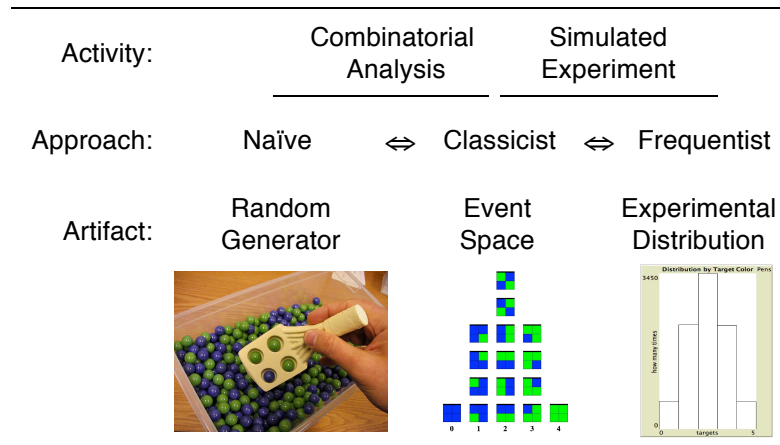 Activity:
Combinatorial
Analysis
Simulated
Experiment
Approach:
Naïve
⇔
Classicist
⇔
Frequentist
Artifact:
Random
Generator
Event
Space
Experimental
Distribution
Distribution by Target Color Pens
3450
how many times
0
0 targets 5
0 1 2 3 4